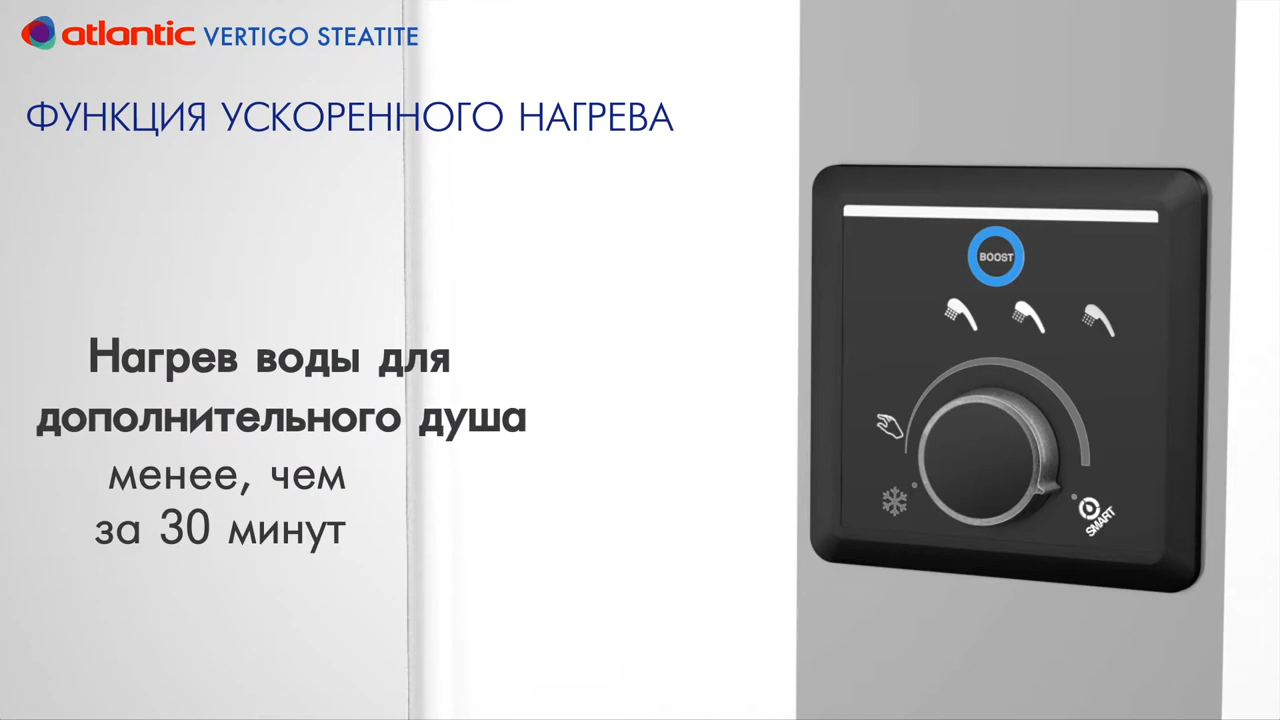 atlantic VERTIGO STEATITE
ФУНКЦИЯ УСКОРЕННОГО НАГРЕВА
BOOST
Нагрев воды для
дополнительного душа
менее, чем
за 30 минут
SMART